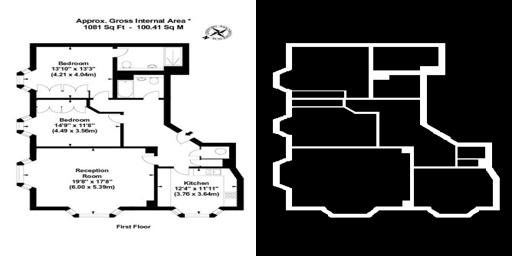 Approx. Gross Internal Area *
1081 Sq Ft - 100.41 Sq M
Bedroom
13'10" x 13'3"
(4.21 x 4.04m)
Bedroom
14'9" x 11'8"
(4.49 x 3.56m)
Reception
Room
19'8" x 17'8"
(6.00 x 5.39m)
Kitchen
12'4" x 11'11"
(3.76 x 3.64m)
First Floor